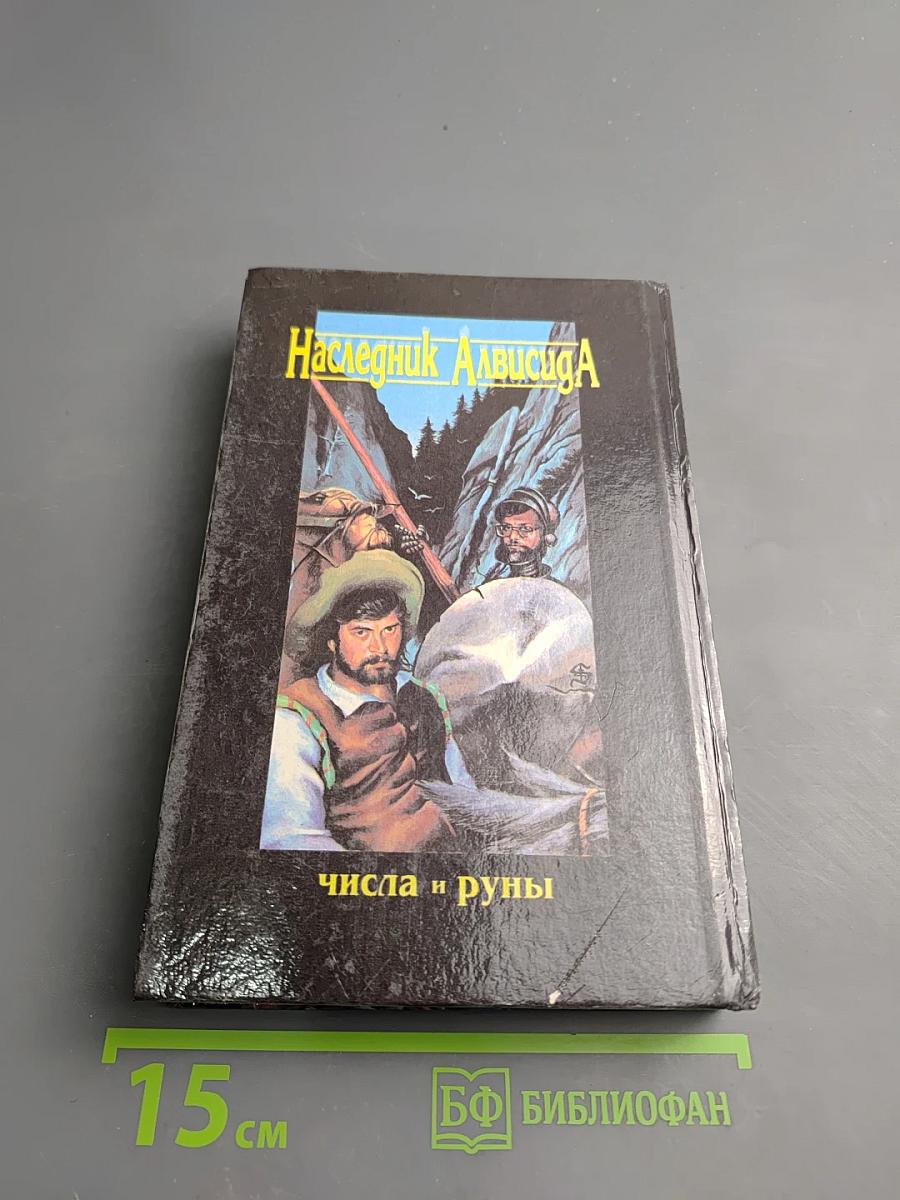 Наследник Алвисида
числа и руны
15 см
БФ БИБЛИОФАН